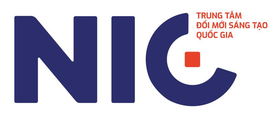 NIC
TRUNG TÂM
ĐỔI MỚI SÁNG TẠO
QUỐC GIA